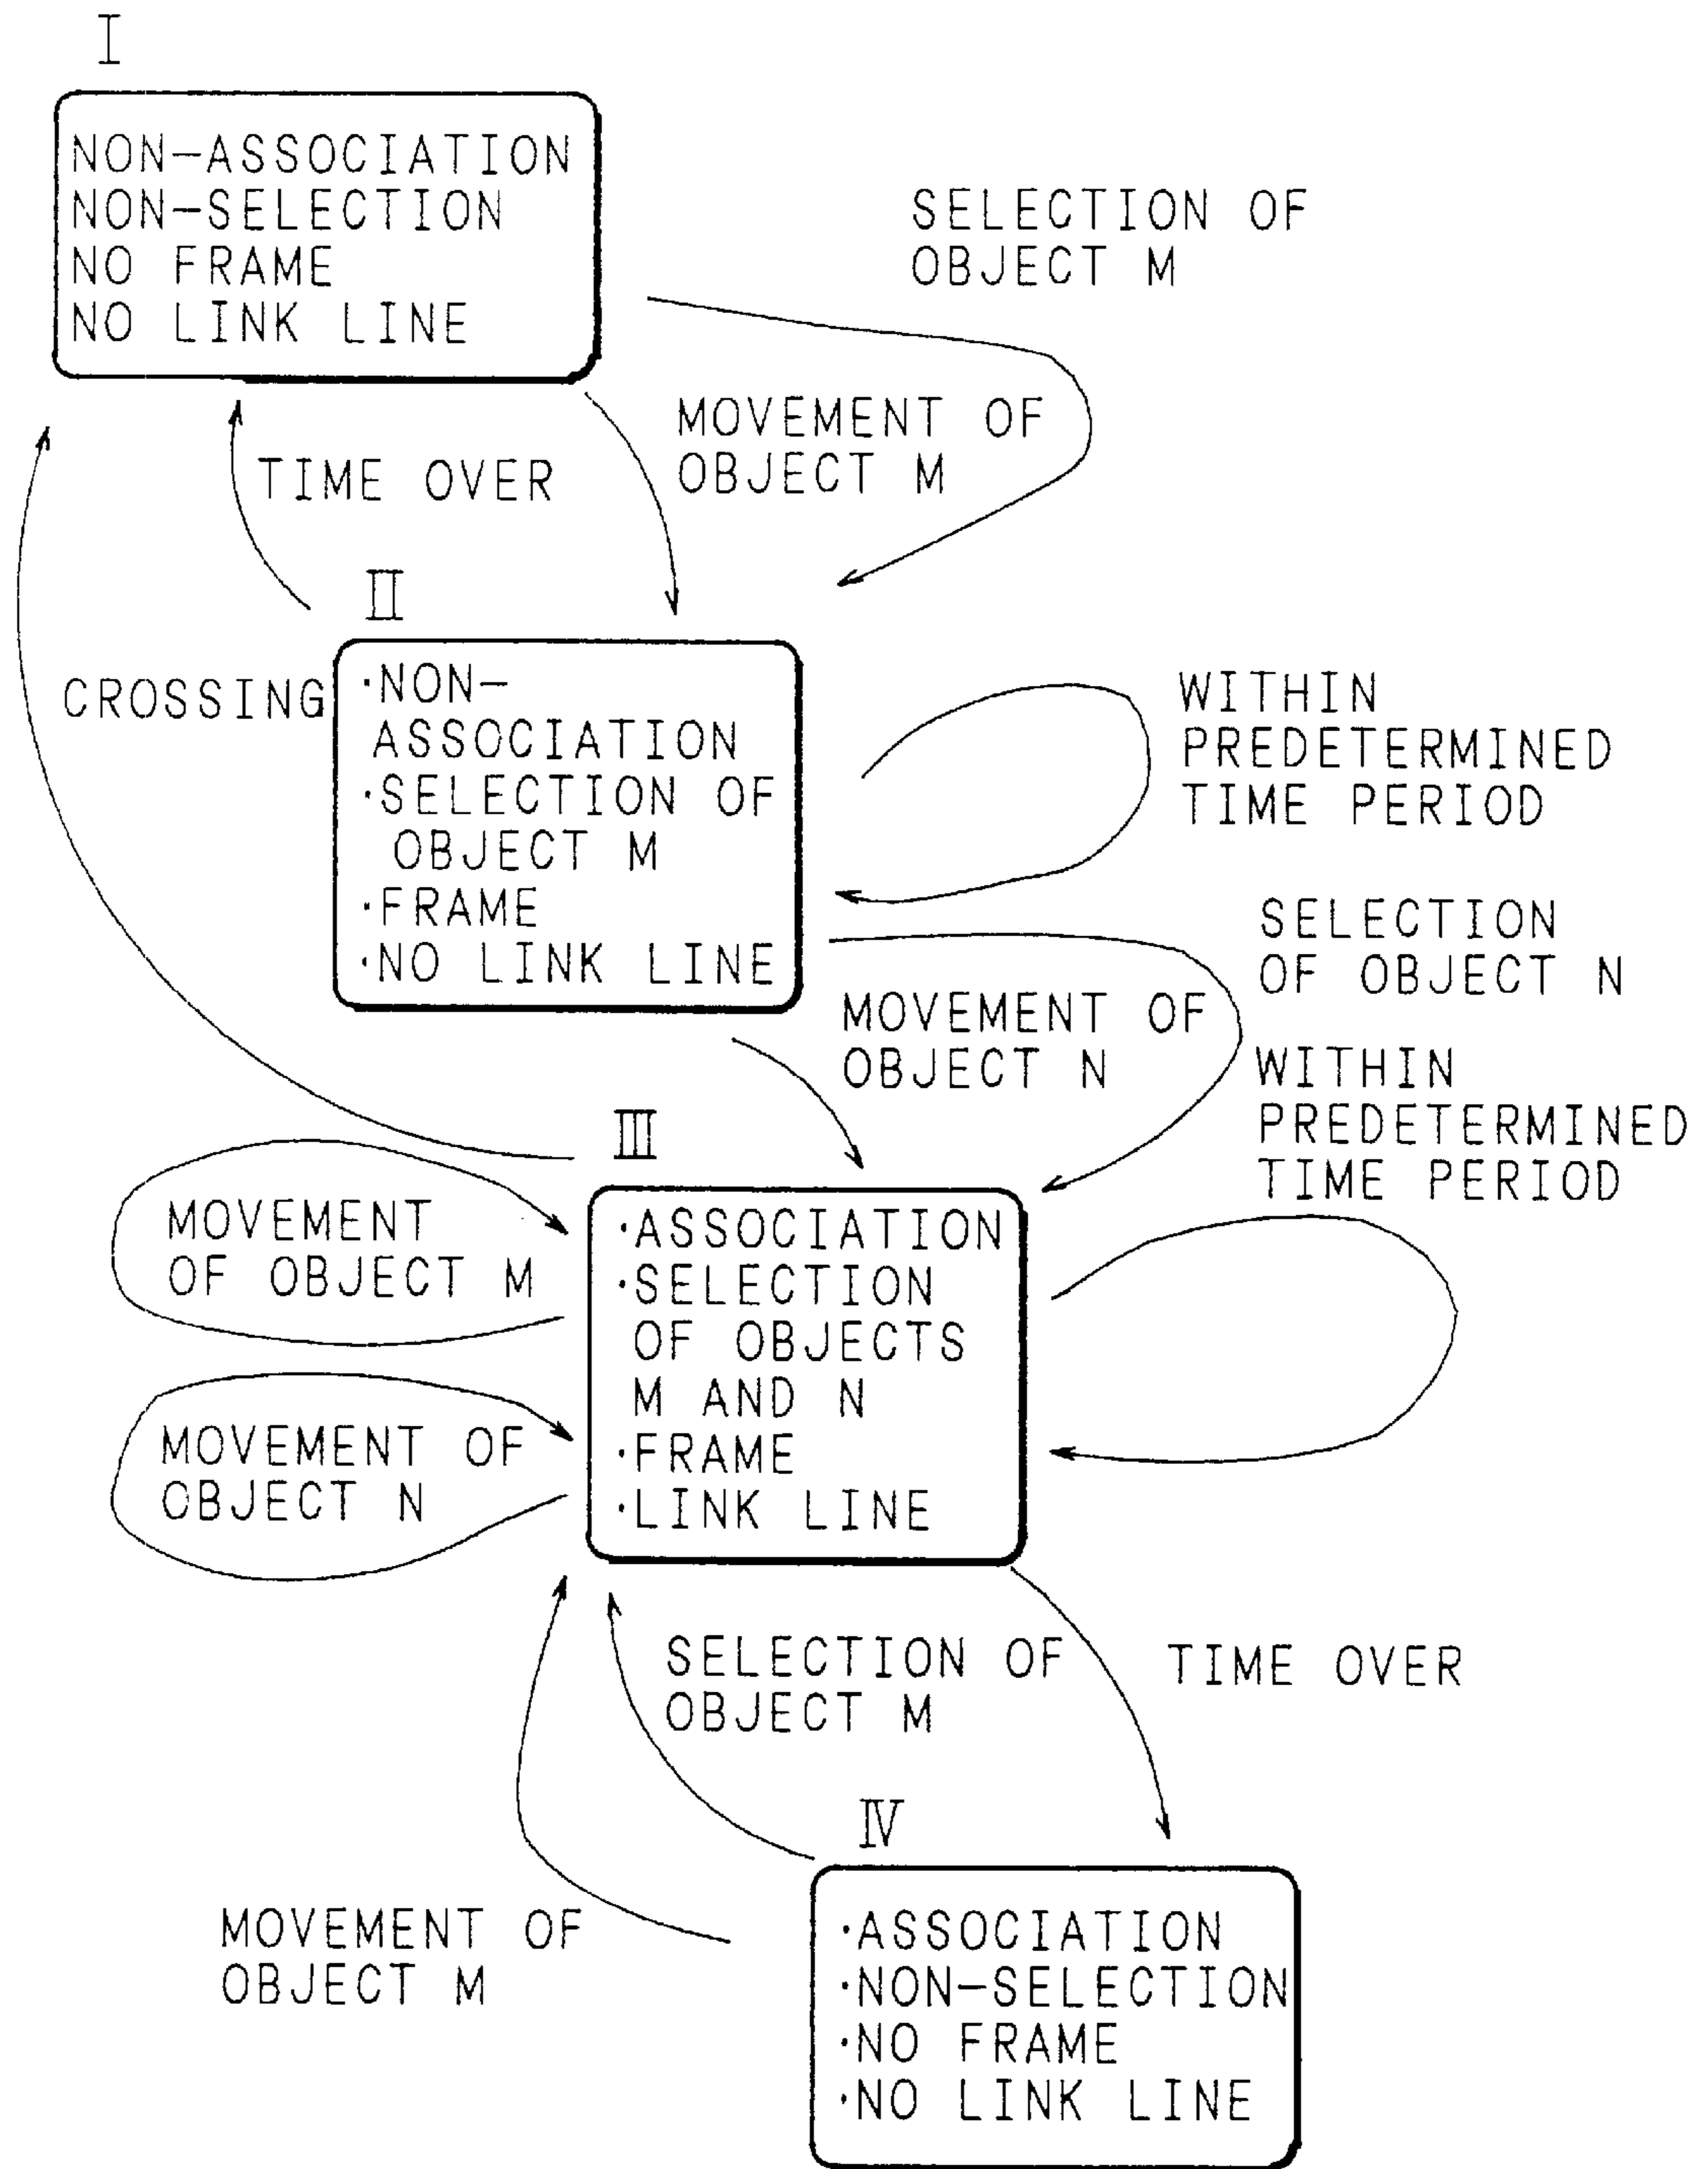 I
NON-ASSOCIATION
NON-SELECTION
NO FRAME
NO LINK LINE
SELECTION OF
OBJECT M
MOVEMENT OF
OBJECT M
TIME OVER
II
CROSSING
·NON-
ASSOCIATION
·SELECTION OF
OBJECT M
·FRAME
·NO LINK LINE
WITHIN
PREDETERMINED
TIME PERIOD
SELECTION
OF OBJECT N
MOVEMENT OF
OBJECT N
WITHIN
PREDETERMINED
TIME PERIOD
III
MOVEMENT
OF OBJECT M
·ASSOCIATION
·SELECTION
OF OBJECTS
M AND N
·FRAME
·LINK LINE
MOVEMENT OF
OBJECT N
SELECTION OF
OBJECT M
TIME OVER
IV
MOVEMENT OF
OBJECT M
·ASSOCIATION
·NON-SELECTION
·NO FRAME
·NO LINK LINE